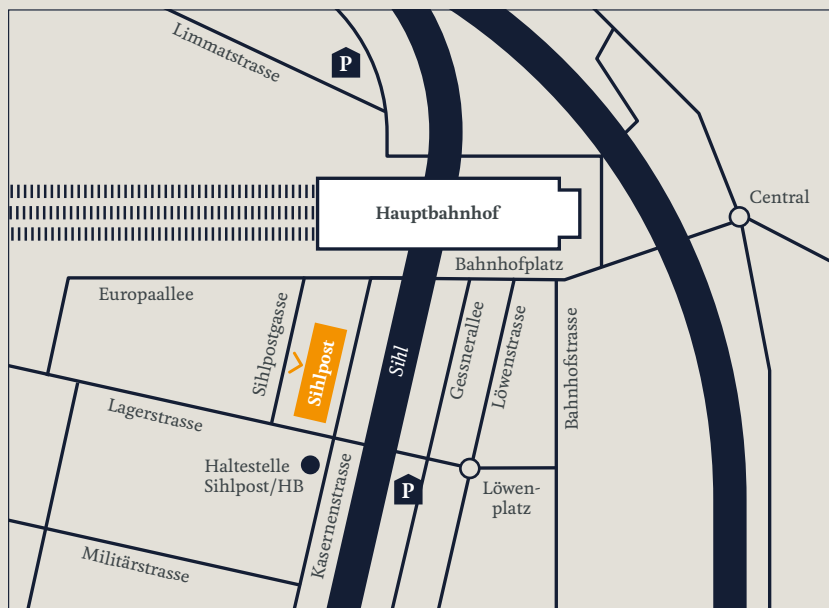 Limmatstrasse
P
Central
Hauptbahnhof
Bahnhofplatz
Europaallee
Sihlpostgasse
Sihlpost
Sihl
Gessnerallee
Löwenstrasse
Bahnhofstrasse
Lagerstrasse
Haltestelle
Sihlpost/HB
Kasernenstrasse
P
Löwen-
platz
Militärstrasse